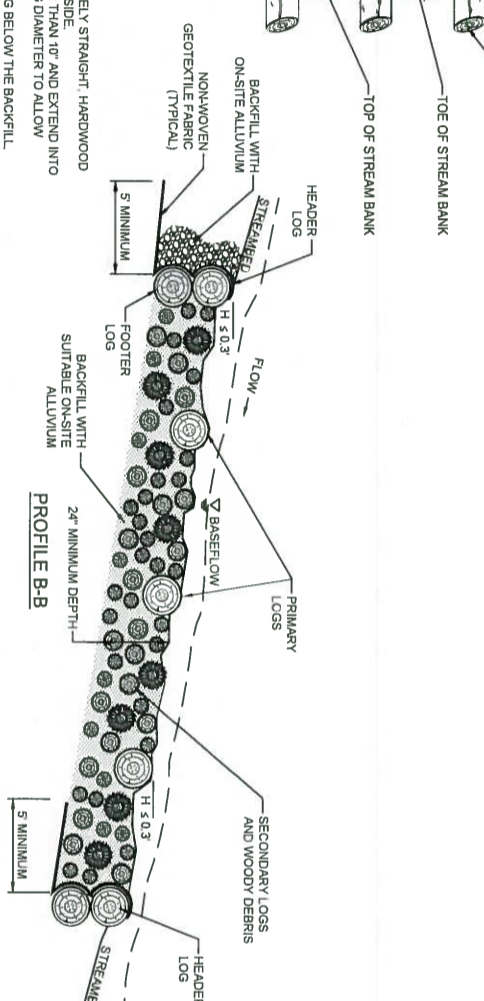 TOE OF STREAM BANK
TOP OF STREAM BANK
HEADER
LOG
STREAMBED
BACKFILL WITH
ON-SITE ALLUVIUM
NON-WOVEN
GEOTEXTILE FABRIC
(TYPICAL)
5' MINIMUM
FOOTER
LOG
H ≤ 0.3'
FLOW
BASEFLOW
PRIMARY
LOGS
SECONDARY LOGS
AND WOODY DEBRIS
BACKFILL WITH
SUITABLE ON-SITE
ALLUVIUM
24" MINIMUM DEPTH
H ≤ 0.3'
5' MINIMUM
HEADER
LOG
STREAMBE
PROFILE B-B
ELY STRAIGHT, HARDWOOD
SIDE.
THAN 10" AND EXTEND INTO
DIAMETER TO ALLOW
G BELOW THE BACKFILL.